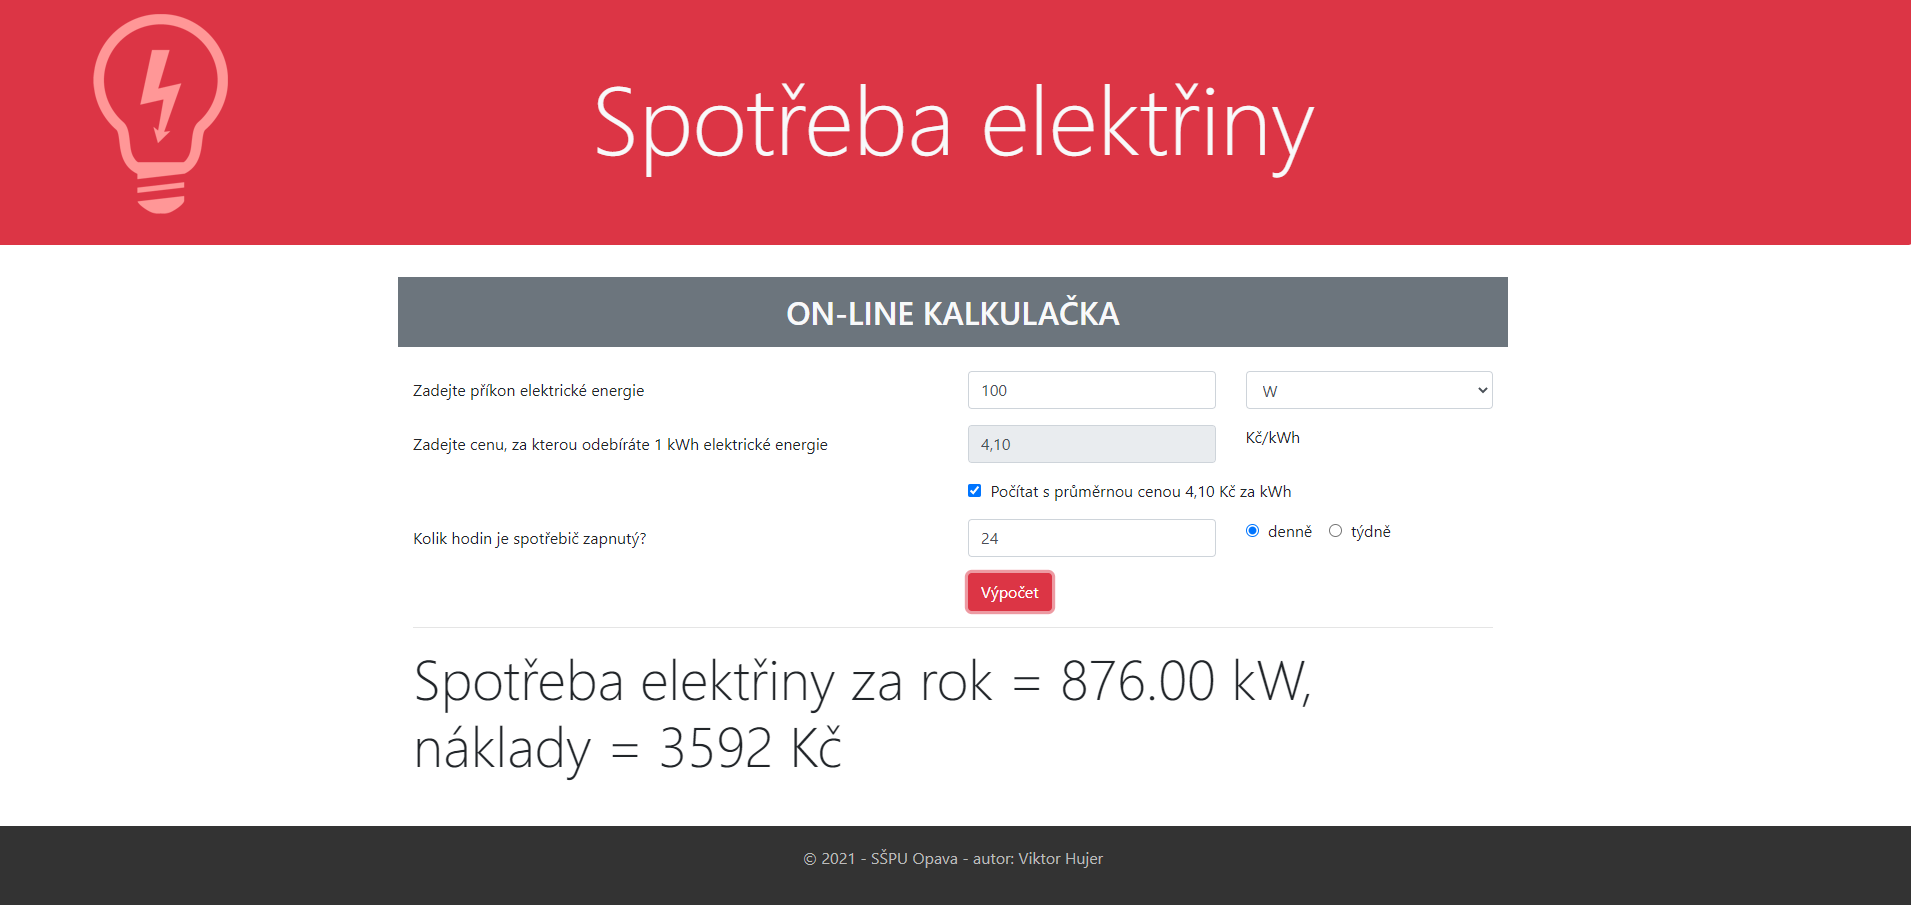 Spotřeba elektřiny
ON-LINE KALKULAČKA
Zadejte příkon elektrické energie
100
W
Zadejte cenu, za kterou odebíráte 1 kWh elektrické energie
4,10
Kč/kWh
Počítat s průměrnou cenou 4,10 Kč za kWh
Kolik hodin je spotřebič zapnutý?
24
denně
týdně
Výpočet
Spotřeba elektřiny za rok = 876.00 kW,
náklady = 3592 Kč
© 2021 - SŠPU Opava - autor: Viktor Hujer